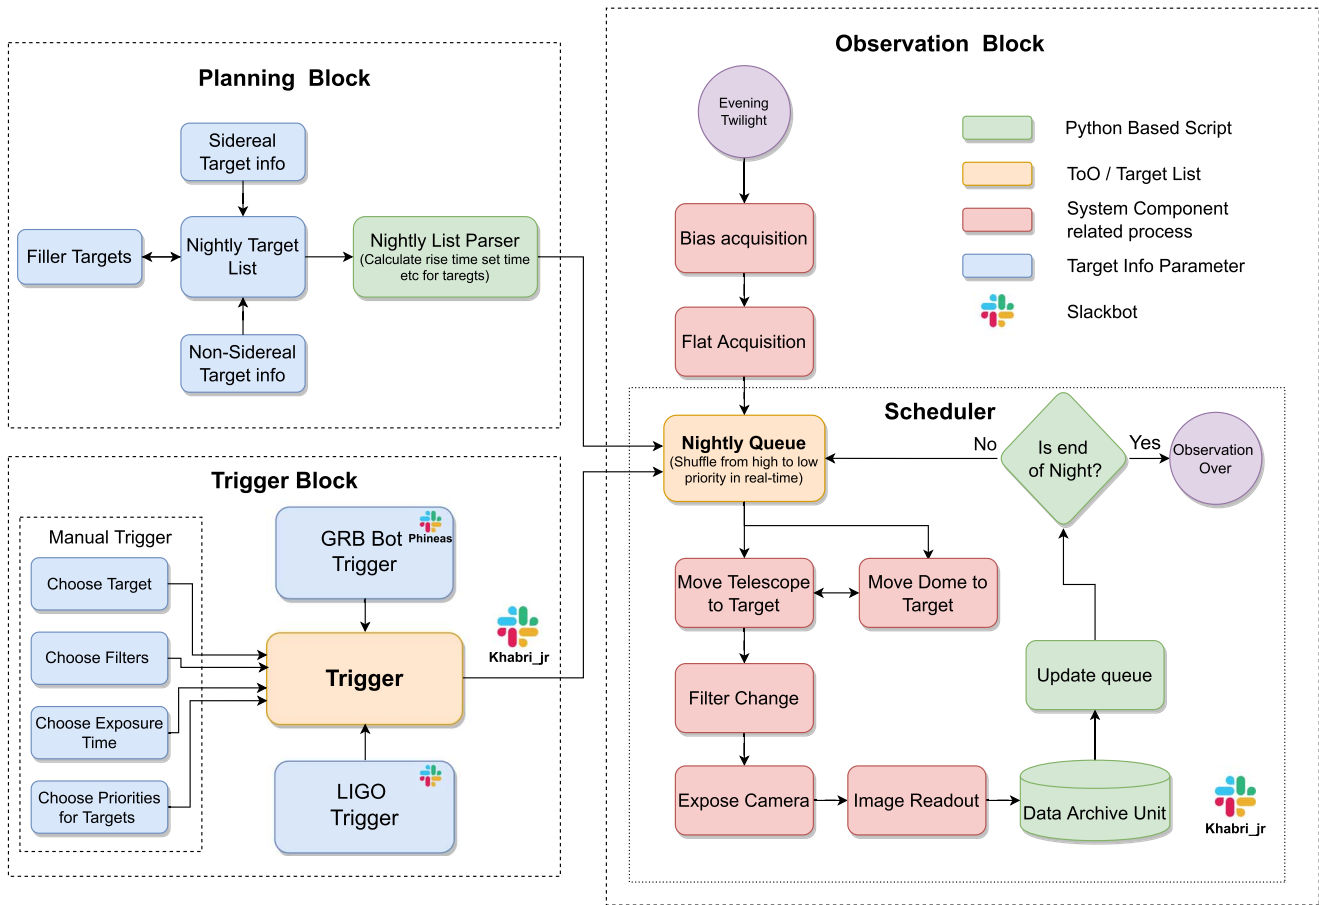 Planning  Block
Sidereal
Target info
Filler Targets
Nightly Target
List
Nightly List Parser
(Calculate rise time set time
etc for taregts)
Non-Sidereal
Target info
Trigger Block
Manual Trigger
Choose Target
Choose Filters
Choose Exposure
Time
Choose Priorities
for Targets
GRB Bot
Trigger
Phineas
Trigger
Khabri_jr
LIGO
Trigger
Observation  Block
Evening
Twilight
Python Based Script
ToO / Target List
System Component
related process
Target Info Parameter
Slackbot
Bias acquisition
Flat Acquisition
Scheduler
Nightly Queue
(Shuffle from high to low
priority in real-time)
No
Is end
of Night?
Yes
Observation
Over
Move Telescope
to Target
Move Dome to
Target
Filter Change
Update queue
Expose Camera
Image Readout
Data Archive Unit
Khabri_jr